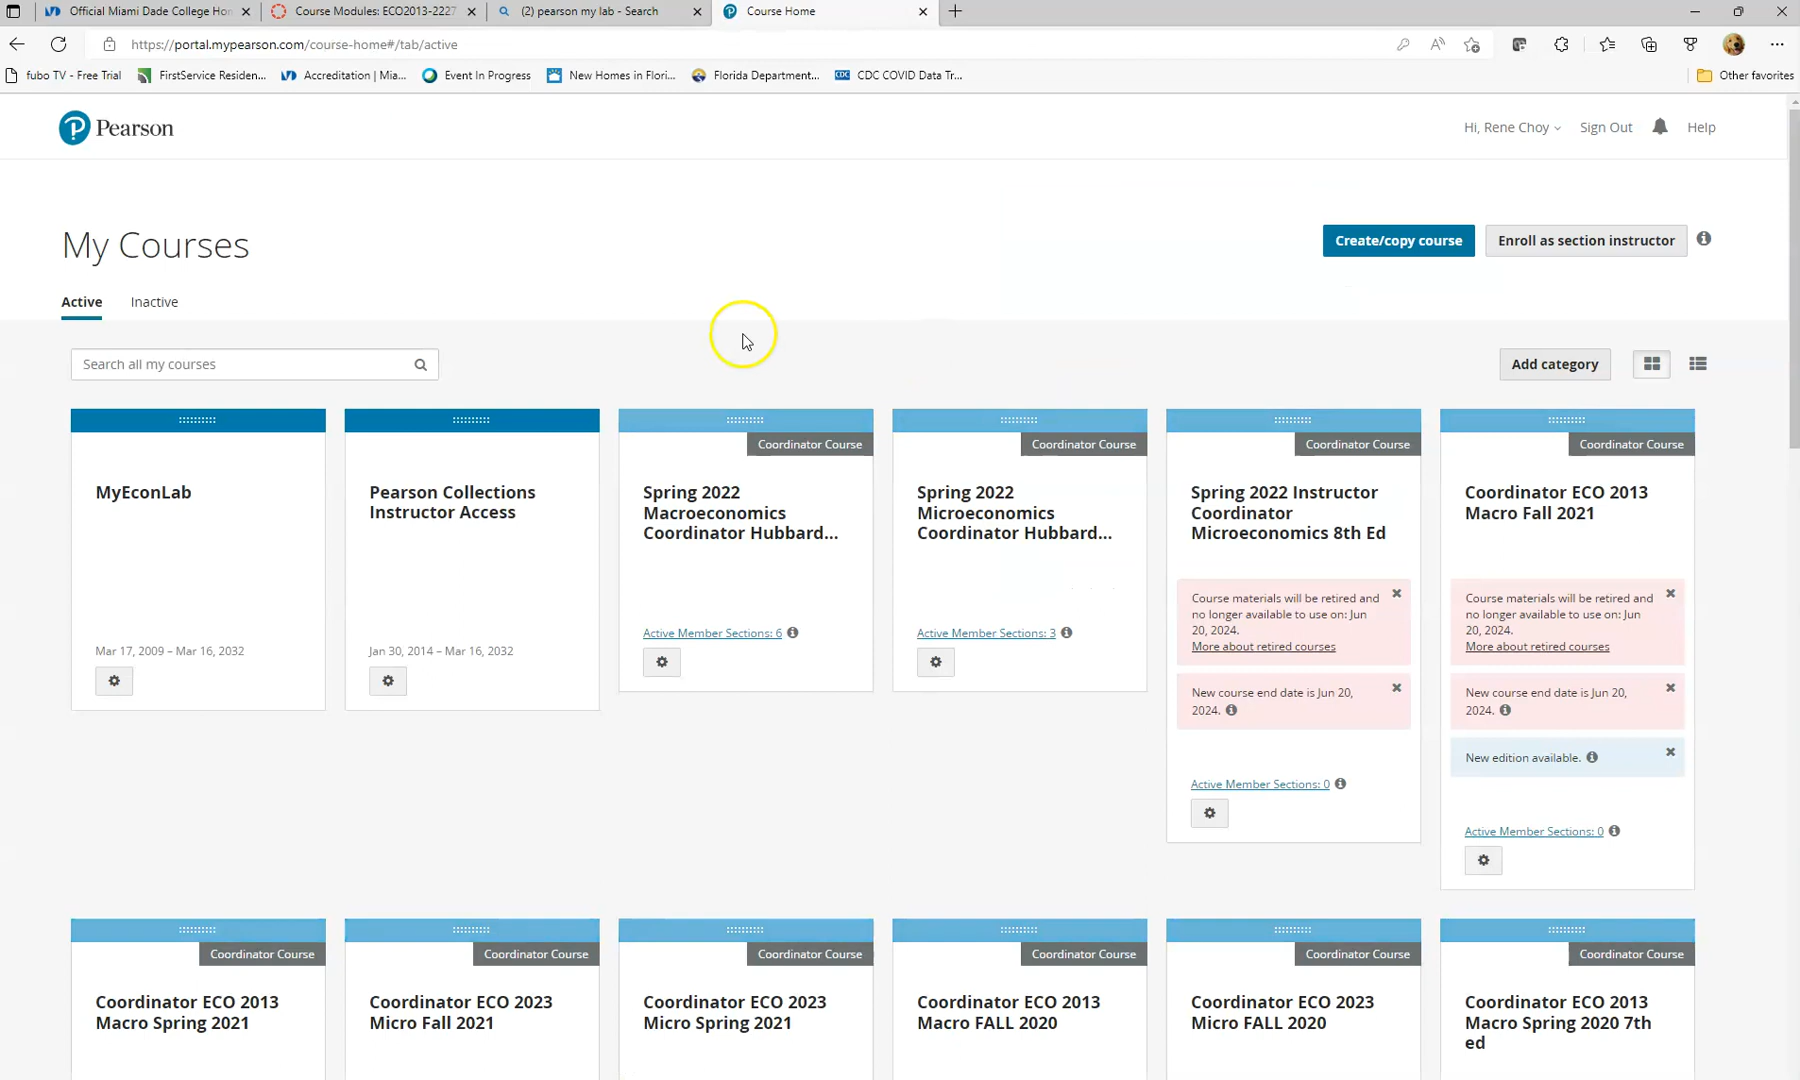 Official Miami Dade College Hom
Course Modules: ECO2013-2227
(2) pearson my lab - Search
Course Home
https://portal.mypearson.com/course-home#/tab/active
fubo TV - Free Trial
FirstService Residen...
Accreditation | Mia...
Event In Progress
New Homes in Flori...
Florida Department...
CDC COVID Data Tr...
Other favorites
Pearson
Hi, Rene Choy
Sign Out
Help
My Courses
Create/copy course
Enroll as section instructor
Active
Inactive
Search all my courses
Add category
MyEconLab
Mar 17, 2009 – Mar 16, 2032
Pearson Collections
Instructor Access
Jan 30, 2014 – Mar 16, 2032
Coordinator Course
Spring 2022
Macroeconomics
Coordinator Hubbard...
Active Member Sections: 6
Coordinator Course
Spring 2022
Microeconomics
Coordinator Hubbard...
Active Member Sections: 3
Coordinator Course
Spring 2022 Instructor
Coordinator
Microeconomics 8th Ed
Course materials will be retired and
no longer available to use on: Jun
20, 2024.
More about retired courses
New course end date is Jun 20,
2024.
Active Member Sections: 0
Coordinator Course
Coordinator ECO 2013
Macro Fall 2021
Course materials will be retired and
no longer available to use on: Jun
20, 2024.
More about retired courses
New course end date is Jun 20,
2024.
New edition available.
Active Member Sections: 0
Coordinator Course
Coordinator ECO 2013
Macro Spring 2021
Coordinator Course
Coordinator ECO 2023
Micro Fall 2021
Coordinator Course
Coordinator ECO 2023
Micro Spring 2021
Coordinator Course
Coordinator ECO 2013
Macro FALL 2020
Coordinator Course
Coordinator ECO 2023
Micro FALL 2020
Coordinator Course
Coordinator ECO 2013
Macro Spring 2020 7th
ed